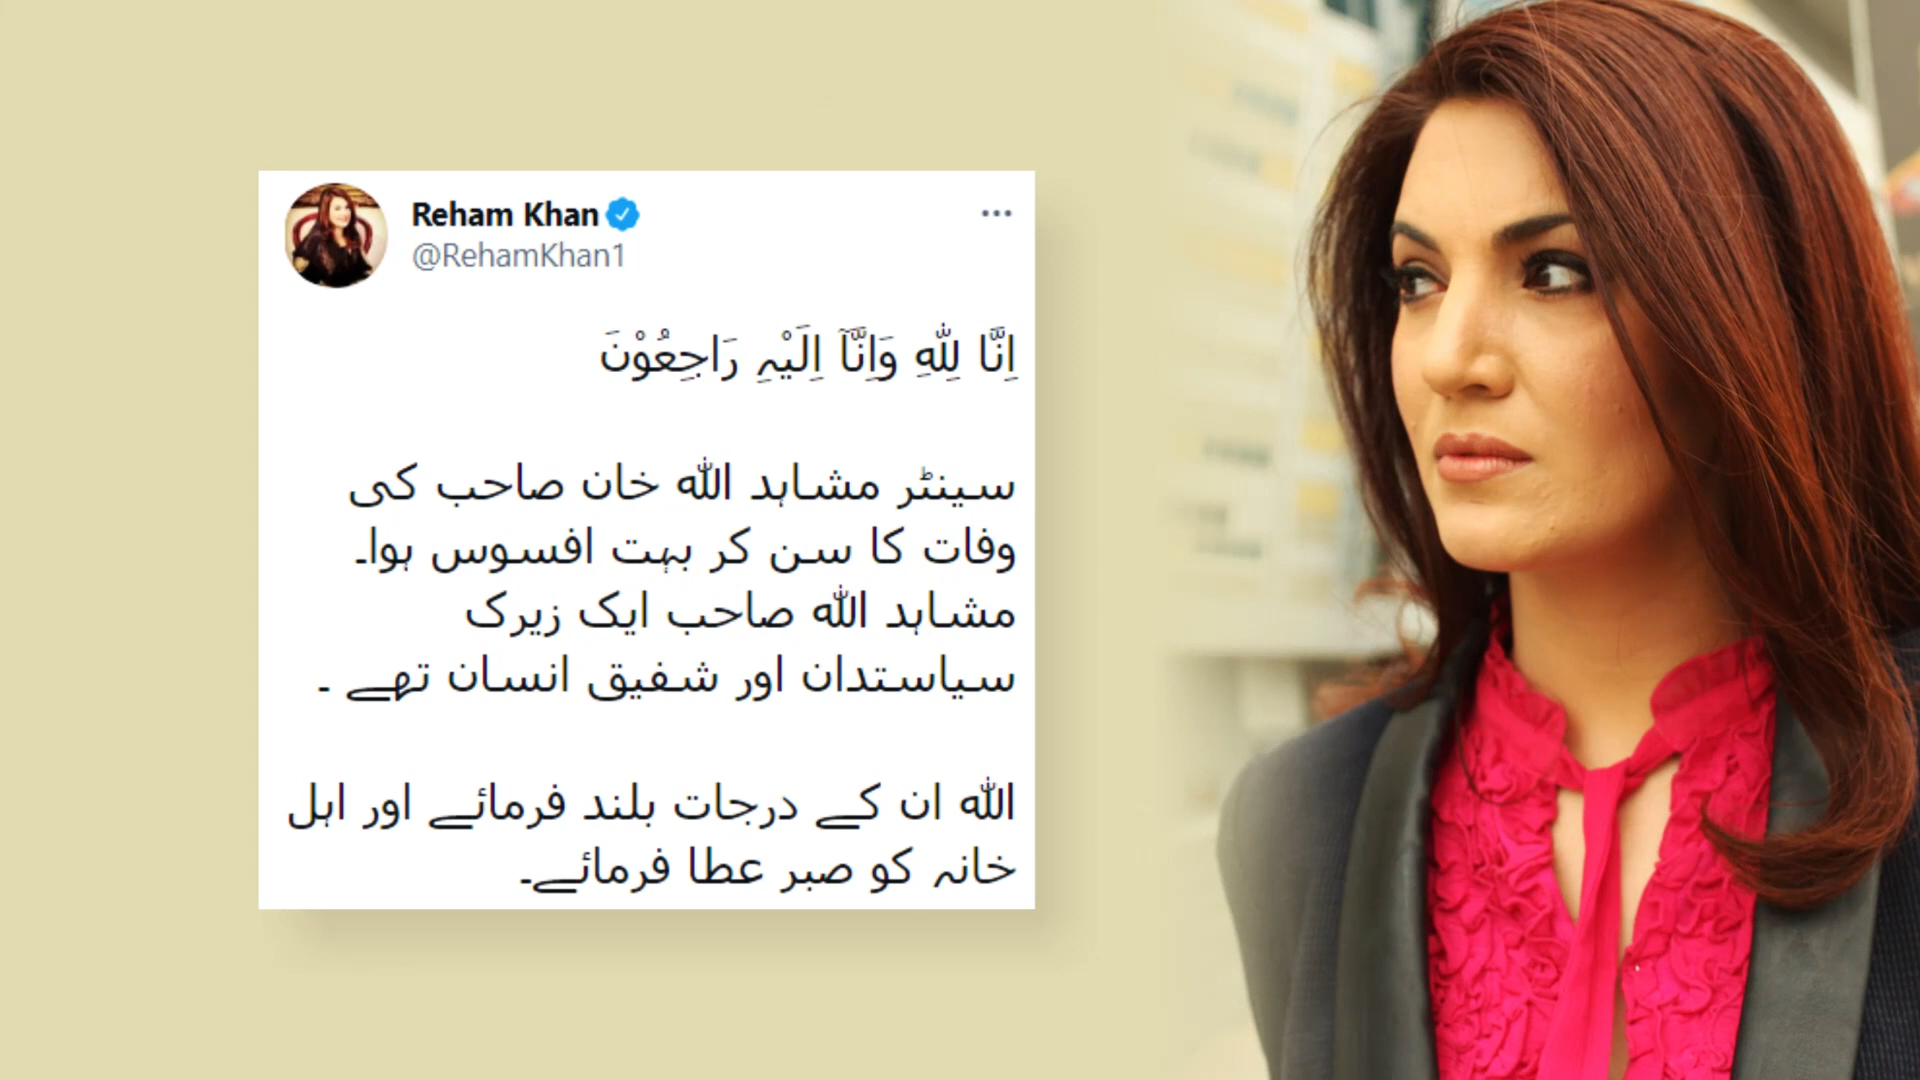 Reham Khan
@RehamKhan1
اِنَّا لِلّٰہِ وَاِنَّآ اِلَیْہِ رَاجِعُوْنَ
سینٹر مشاہد اللہ خان صاحب کی
وفات کا سن کر بہت افسوس ہوا۔
مشاہد اللہ صاحب ایک زیرک
سیاستدان اور شفیق انسان تھے ۔
اللہ ان کے درجات بلند فرمائے اور اہل
خانہ کو صبر عطا فرمائے۔